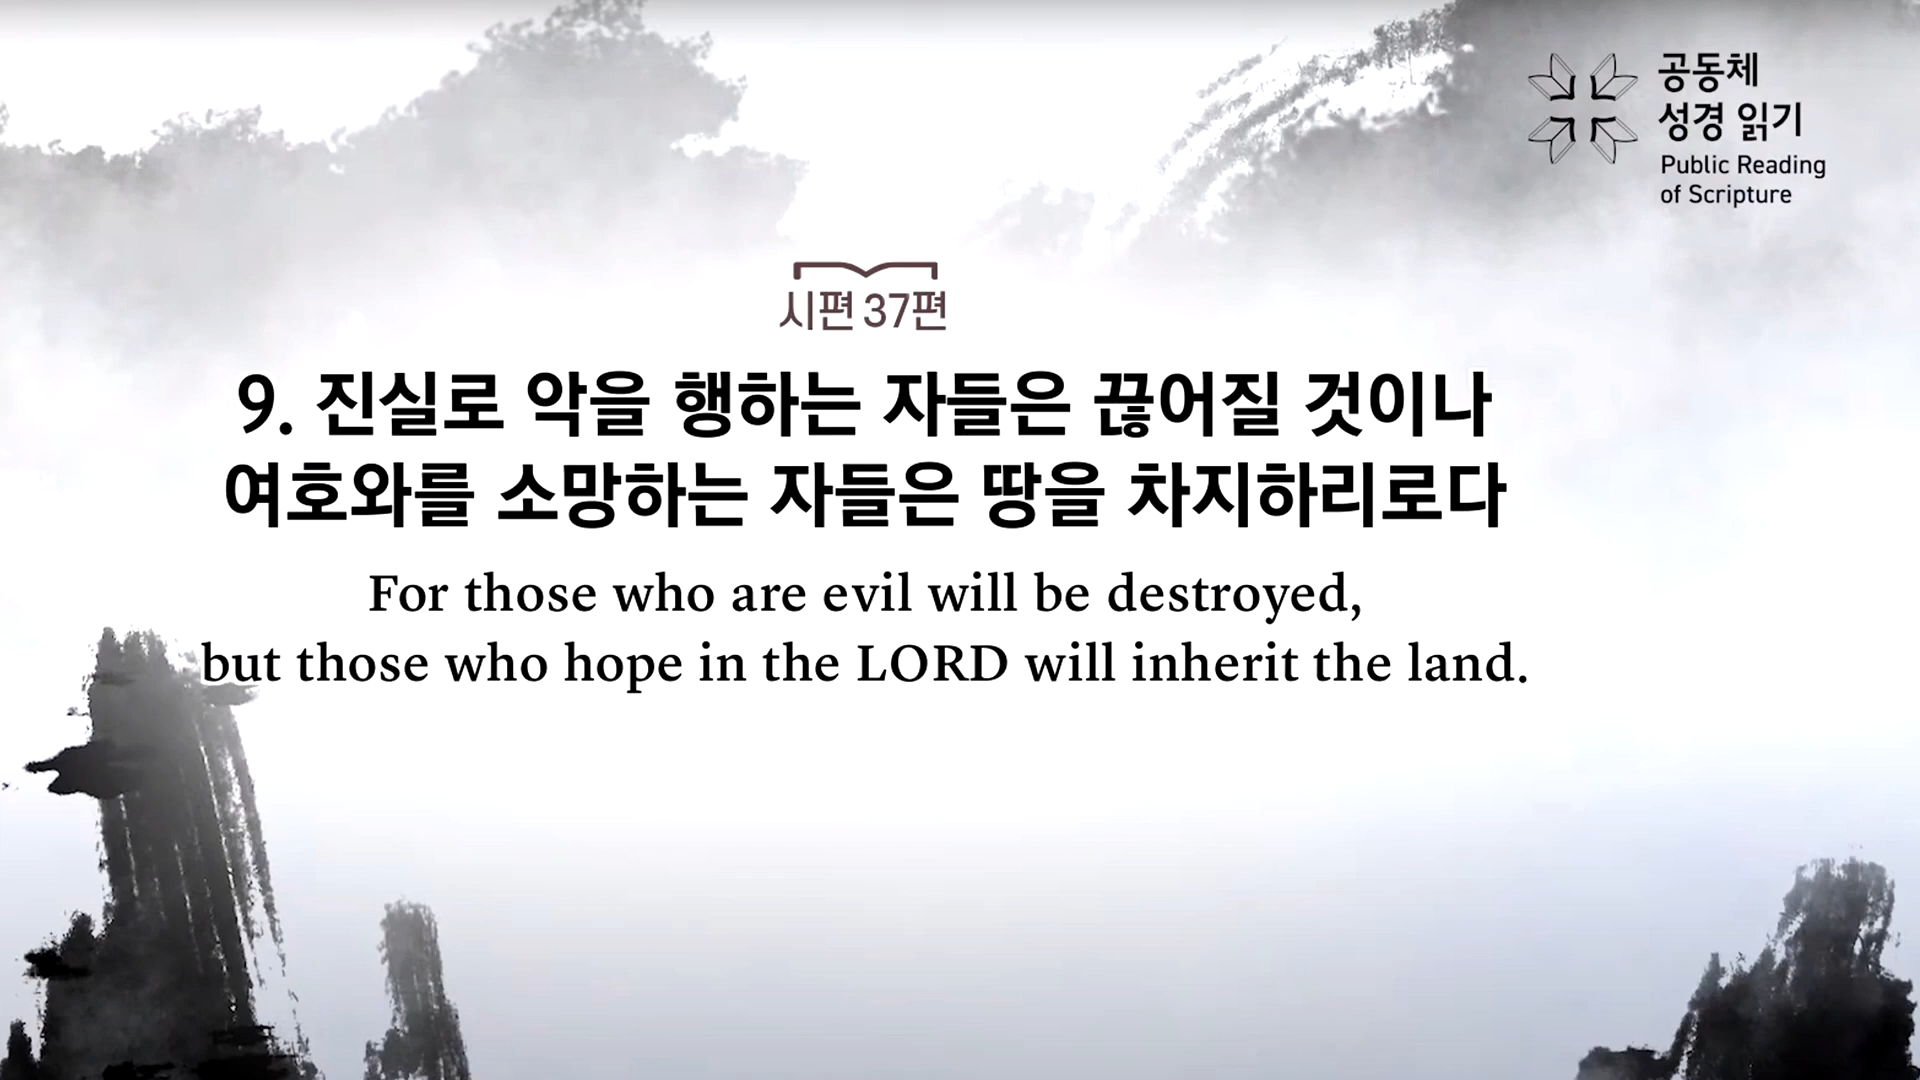 공동체
성경 읽기
Public Reading
of Scripture
시편 37편
9. 진실로 악을 행하는 자들은 끊어질 것이나
여호와를 소망하는 자들은 땅을 차지하리로다
For those who are evil will be destroyed,
but those who hope in the LORD will inherit the land.